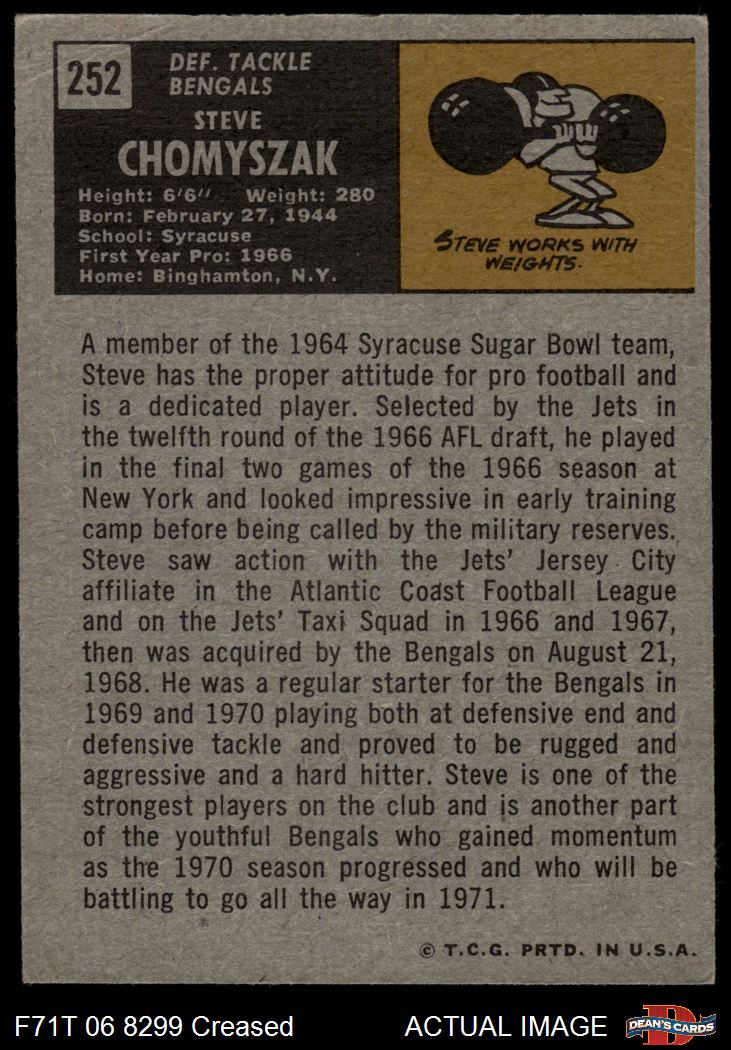 252
DEF. TACKLE
BENGALS
STEVE
CHOMYSZAK
Height: 6'6" Weight: 280
Born: February 27, 1944
School: Syracuse
First Year Pro: 1966
Home: Binghamton, N.Y.
STEVE WORKS WITH
WEIGHTS.
A member of the 1964 Syracuse Sugar Bowl team,
Steve has the proper attitude for pro football and
is a dedicated player. Selected by the Jets in
the twelfth round of the 1966 AFL draft, he played
in the final two games of the 1966 season at
New York and looked impressive in early training
camp before being called by the military reserves.
Steve saw action with the Jets' Jersey City
affiliate in the Atlantic Coast Football League
and on the Jets' Taxi Squad in 1966 and 1967,
then was acquired by the Bengals on August 21,
1968. He was a regular starter for the Bengals in
1969 and 1970 playing both at defensive end and
defensive tackle and proved to be rugged and
aggressive and a hard hitter. Steve is one of the
strongest players on the club and is another part
of the youthful Bengals who gained momentum
as the 1970 season progressed and who will be
battling to go all the way in 1971.
© T.C.G. PRTD. IN U.S.A.
F71T 06 8299 Creased ACTUAL IMAGE DEAN'S CARDS